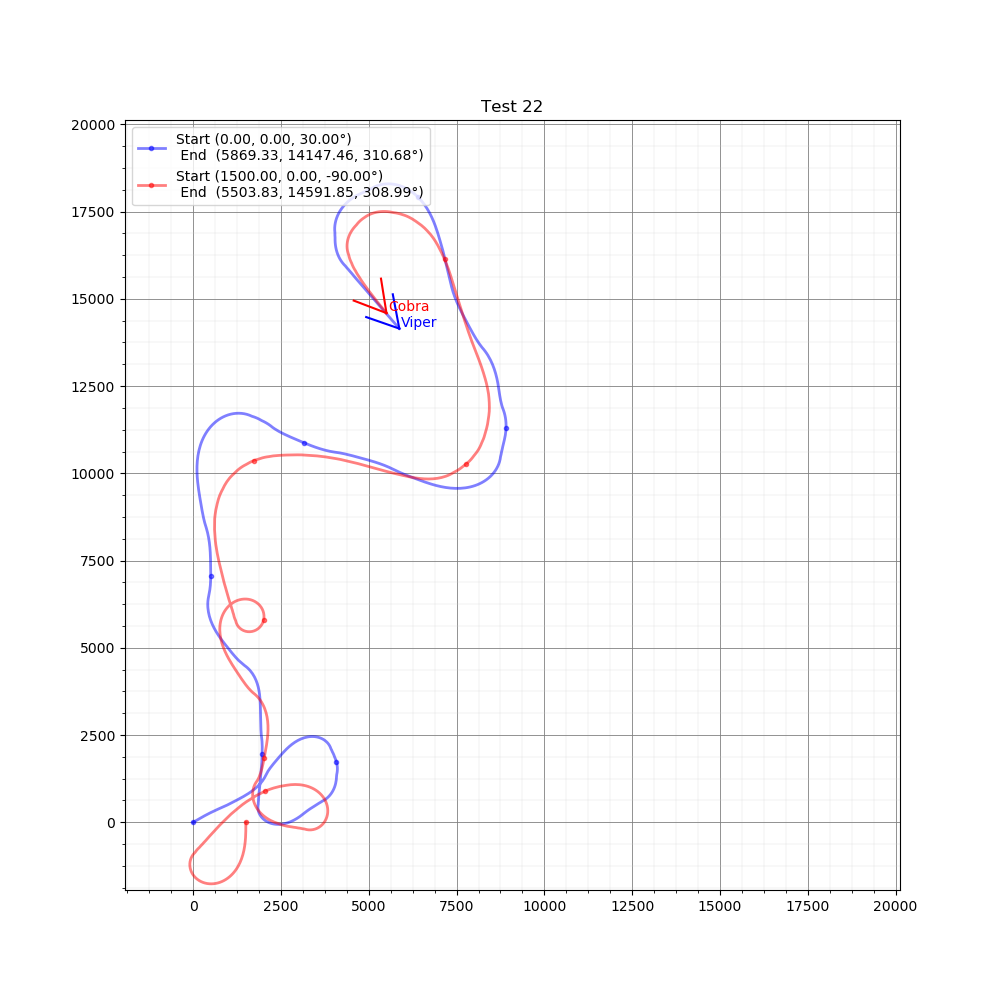 Test 22
Start (0.00, 0.00, 30.00°)
End (5869.33, 14147.46, 310.68°)
Start (1500.00, 0.00, -90.00°)
End (5503.83, 14591.85, 308.99°)
20000
17500
15000
12500
10000
7500
5000
2500
0
Cobra
Viper
0 2500 5000 7500 10000 12500 15000 17500 20000